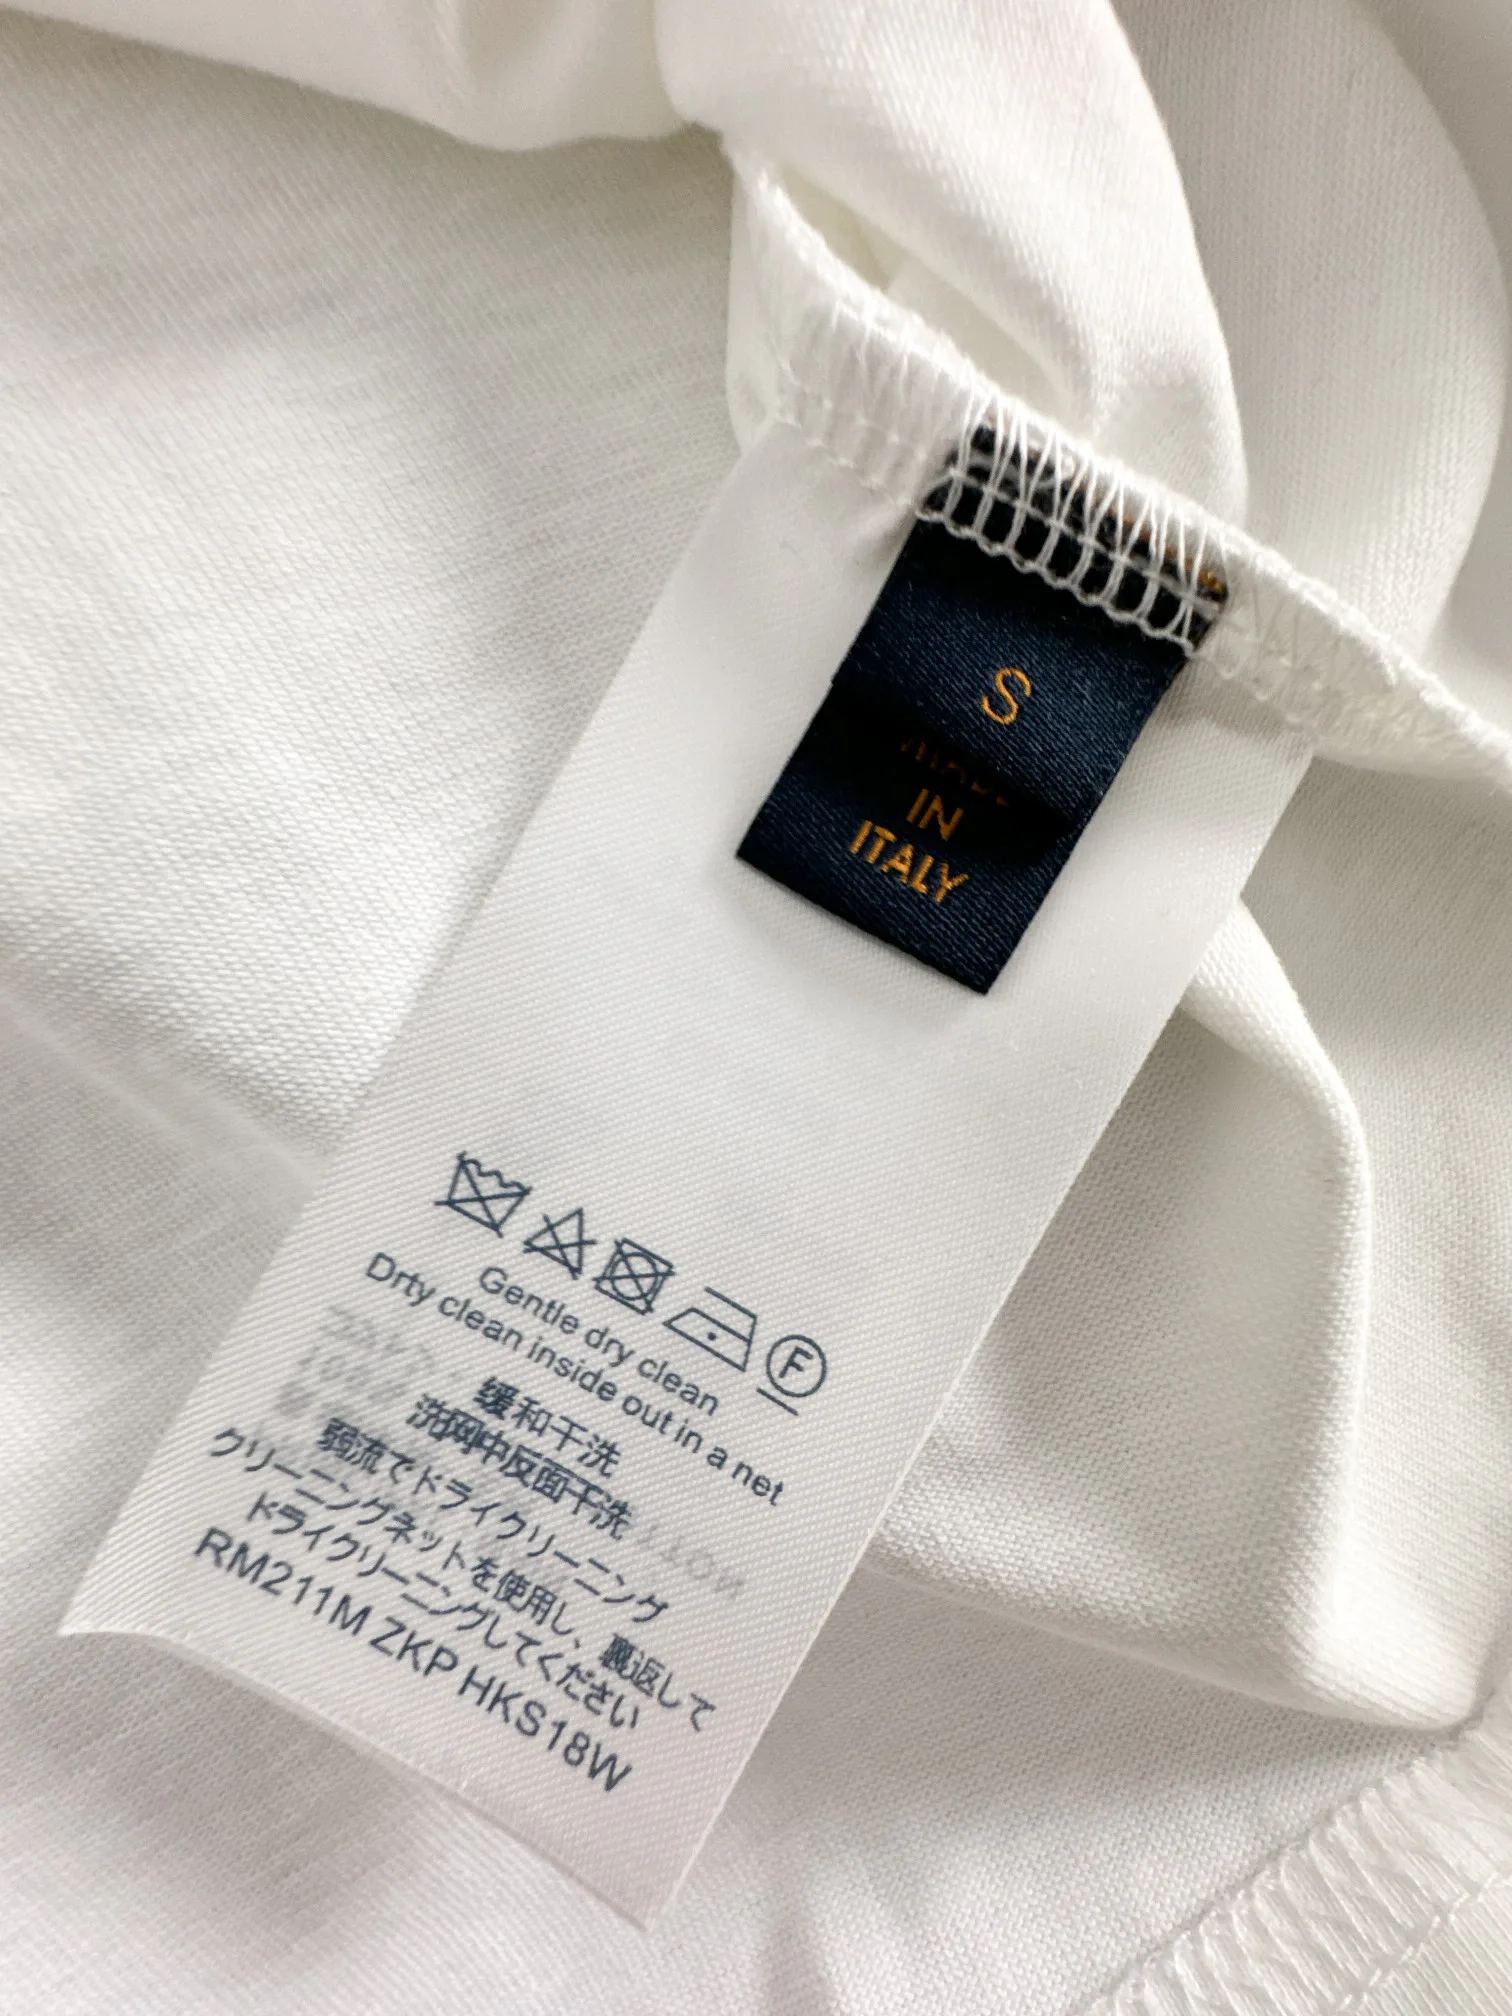 S
MADE
IN
ITALY
F
Gentle dry clean
Drty clean inside out in a net
缓和干洗
洗网中反面干洗
弱流でドライクリーニング
クリーニングネットを使用し、裏返して
ドライクリーニングしてください
RM211M ZKP HKS18W